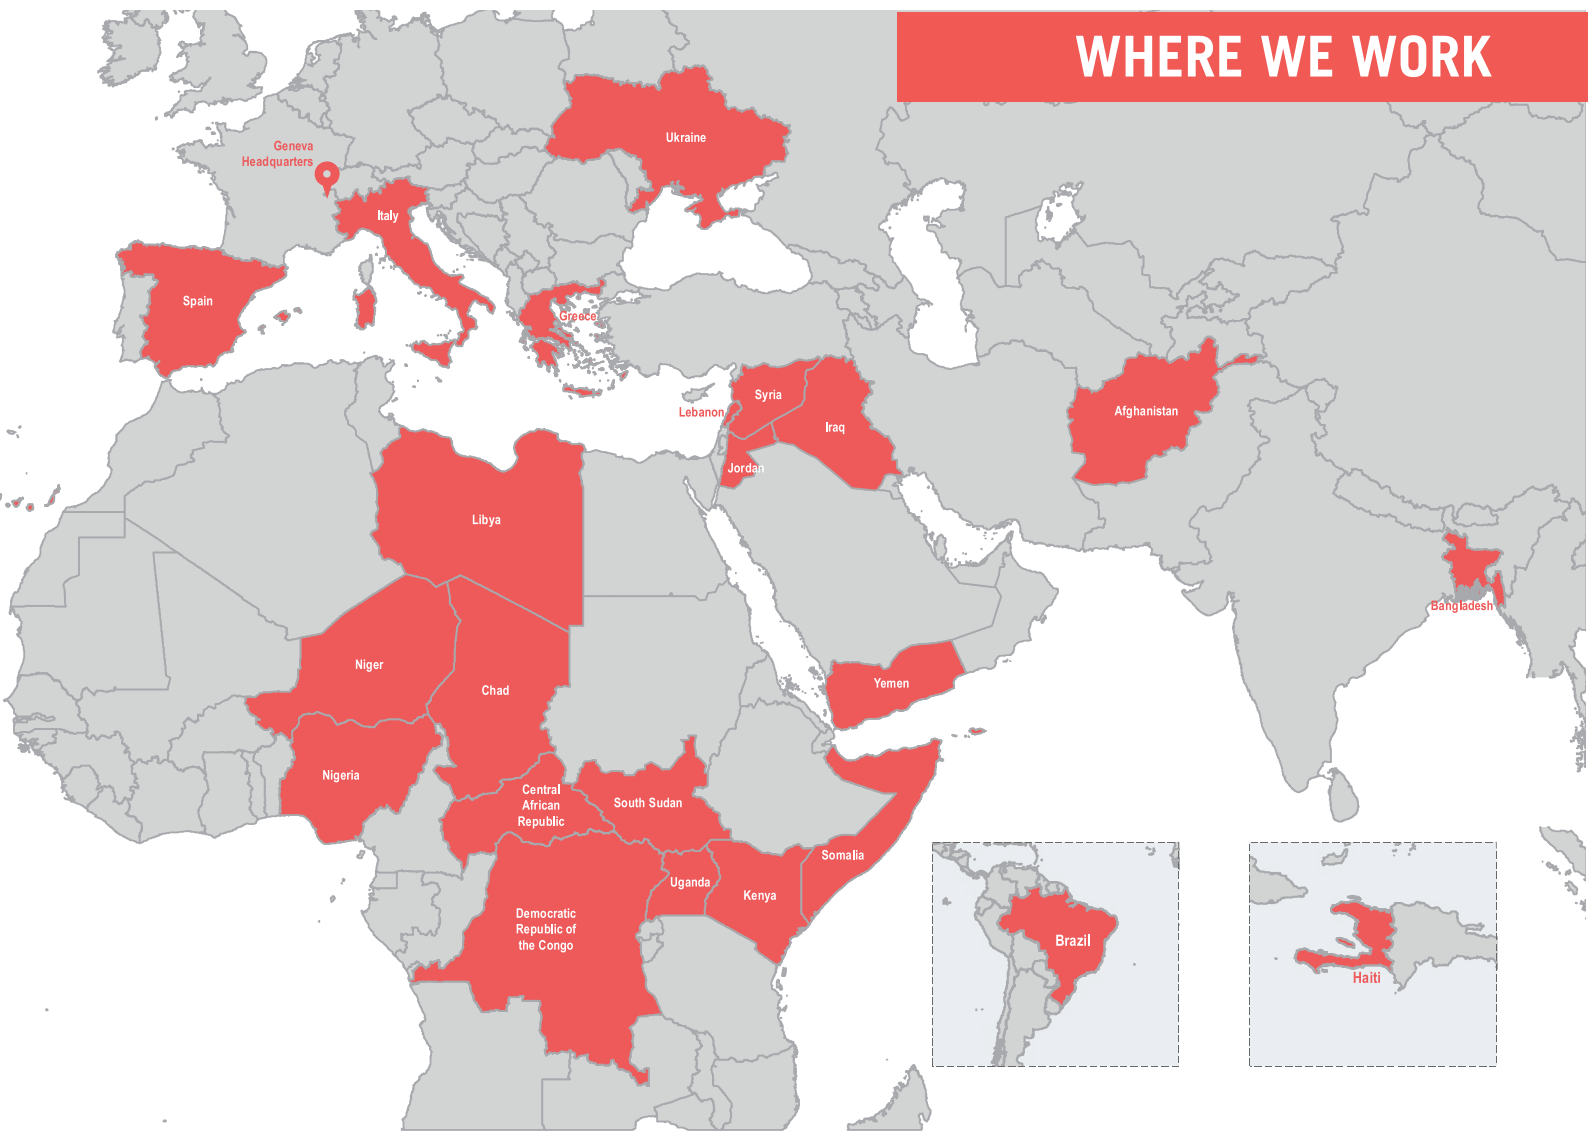 WHERE WE WORK
Ukraine
Geneva
Headquarters
Italy
Spain
Greece
Syria
Lebanon
Iraq
Jordan
Afghanistan
Libya
Bangladesh
Niger
Chad
Yemen
Nigeria
Central
African
Republic
South Sudan
Somalia
Uganda
Kenya
Democratic
Republic of
the Congo
Brazil
Haiti